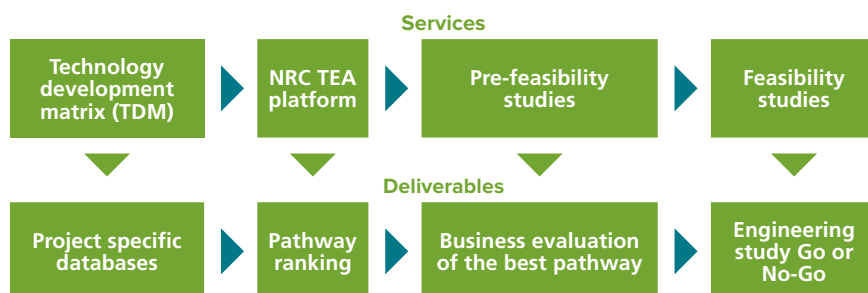 Services
Technology
development
matrix (TDM)
NRC TEA
platform
Pre-feasibility
studies
Feasibility
studies
Deliverables
Project specific
databases
Pathway
ranking
Business evaluation
of the best pathway
Engineering
study Go or
No-Go